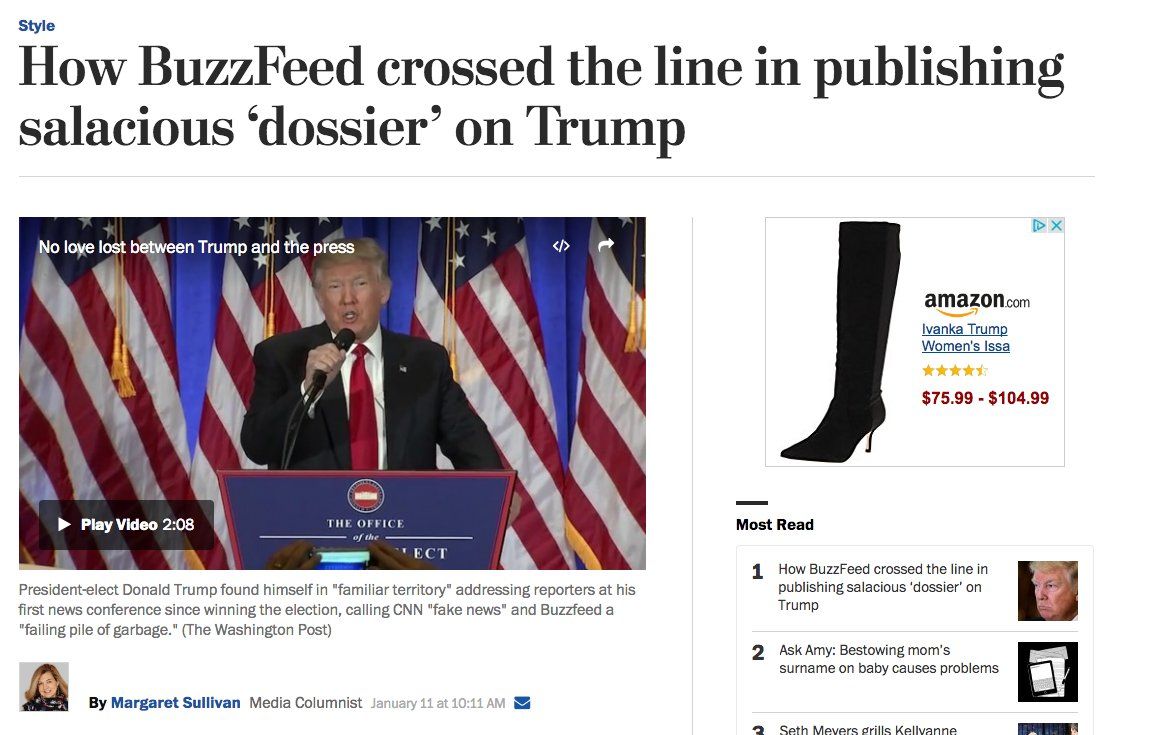 Style
How BuzzFeed crossed the line in publishing
salacious ‘dossier’ on Trump
No love lost between Trump and the press
THE OFFICE
of the
LECT
Play Video 2:08
President-elect Donald Trump found himself in "familiar territory" addressing reporters at his
first news conference since winning the election, calling CNN "fake news" and Buzzfeed a
"failing pile of garbage." (The Washington Post)
By Margaret Sullivan Media Columnist January 11 at 10:11 AM
amazon.com
Ivanka Trump
Women's Issa
$75.99 - $104.99
Most Read
1 How BuzzFeed crossed the line in
publishing salacious ‘dossier’ on
Trump
2 Ask Amy: Bestowing mom’s
surname on baby causes problems
3 Seth Meyers grills Kellyanne